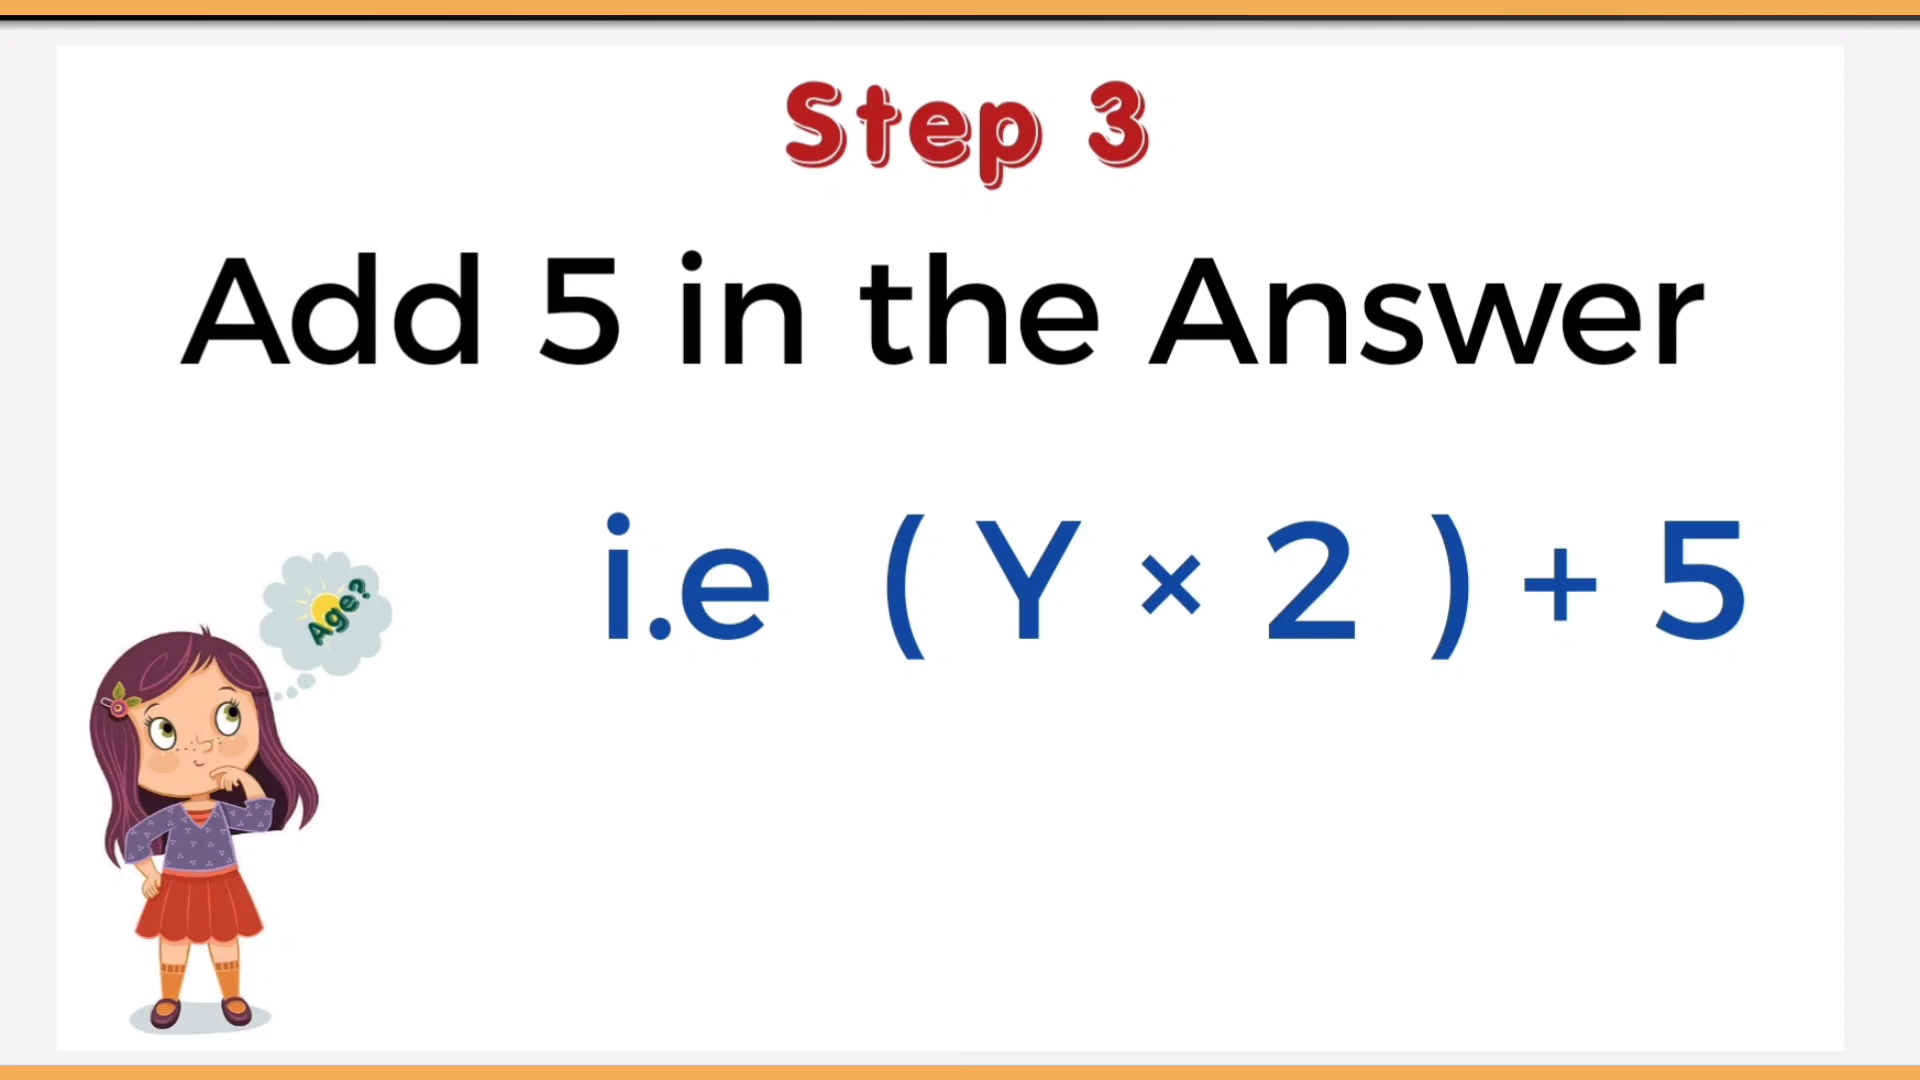 Step 3
Add 5 in the Answer
i.e ( Y × 2 ) + 5
Age?